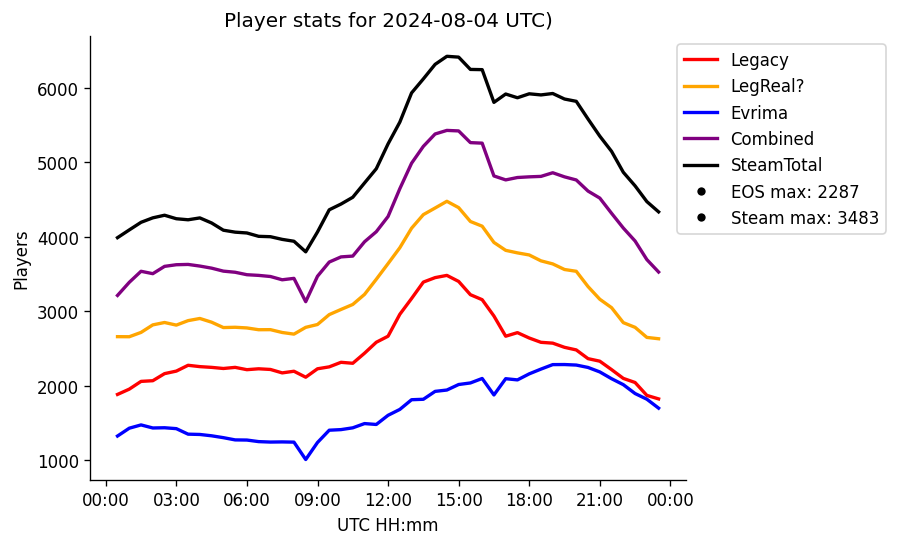 Player stats for 2024-08-04 UTC)
Legacy
LegReal?
Evrima
Combined
SteamTotal
EOS max: 2287
Steam max: 3483
Players
6000
5000
4000
3000
2000
1000
00:00 03:00 06:00 09:00 12:00 15:00 18:00 21:00 00:00
UTC HH:mm